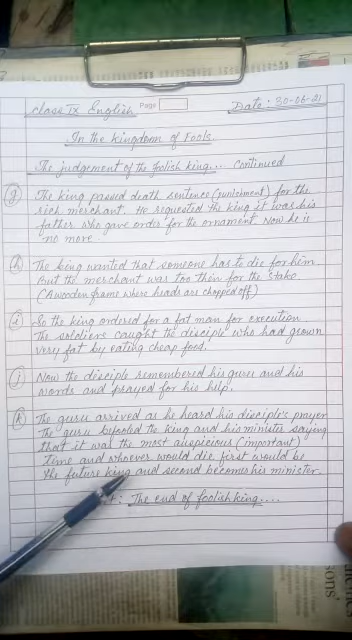 Class IX English Page
Date: 30-06-21
In the kingdom of Fools.
The judgement of the foolish king... continued
g) The king passed death sentence (punishment) for the
rich merchant. He requested the king it was his
father who gave order for the ornament. Now he is
no more.
h) The king wanted that someone has to die for him
But the merchant was too thin for the stake
(A wooden frame where heads are chopped off)
i) So the king ordered for a fat man for execution
The soldiers caught the disciple who had grown
very fat by eating cheap food.
j) Now the disciple remembered his guru and his
words and prayed for his help.
k) The guru arrived as he heard his disciple's prayer
The guru befooled the king and his minister saying
that it was the most auspicious (important)
time and whoever would die first would be
the future king and second becomes his minister.
: The end of foolish king....
sons'